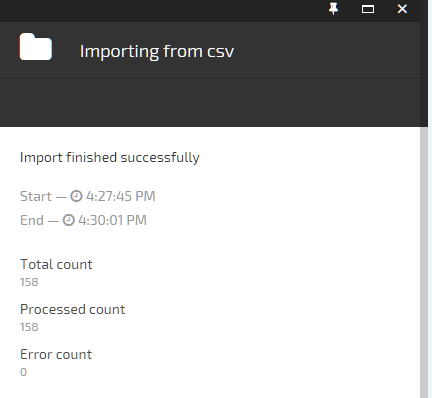 Importing from csv
Import finished successfully
Start — 4:27:45 PM
End — 4:30:01 PM
Total count
158
Processed count
158
Error count
0